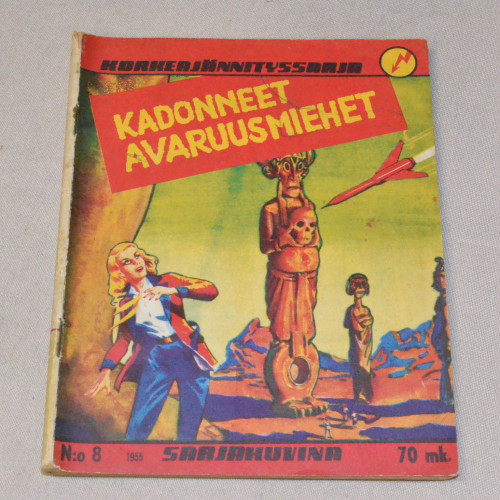 KORKEAJÄNNITYSSARJA
KADONNEET
AVARUUSMIEHET
N:o 8 1955 SARJAKUVINA 70 mk.